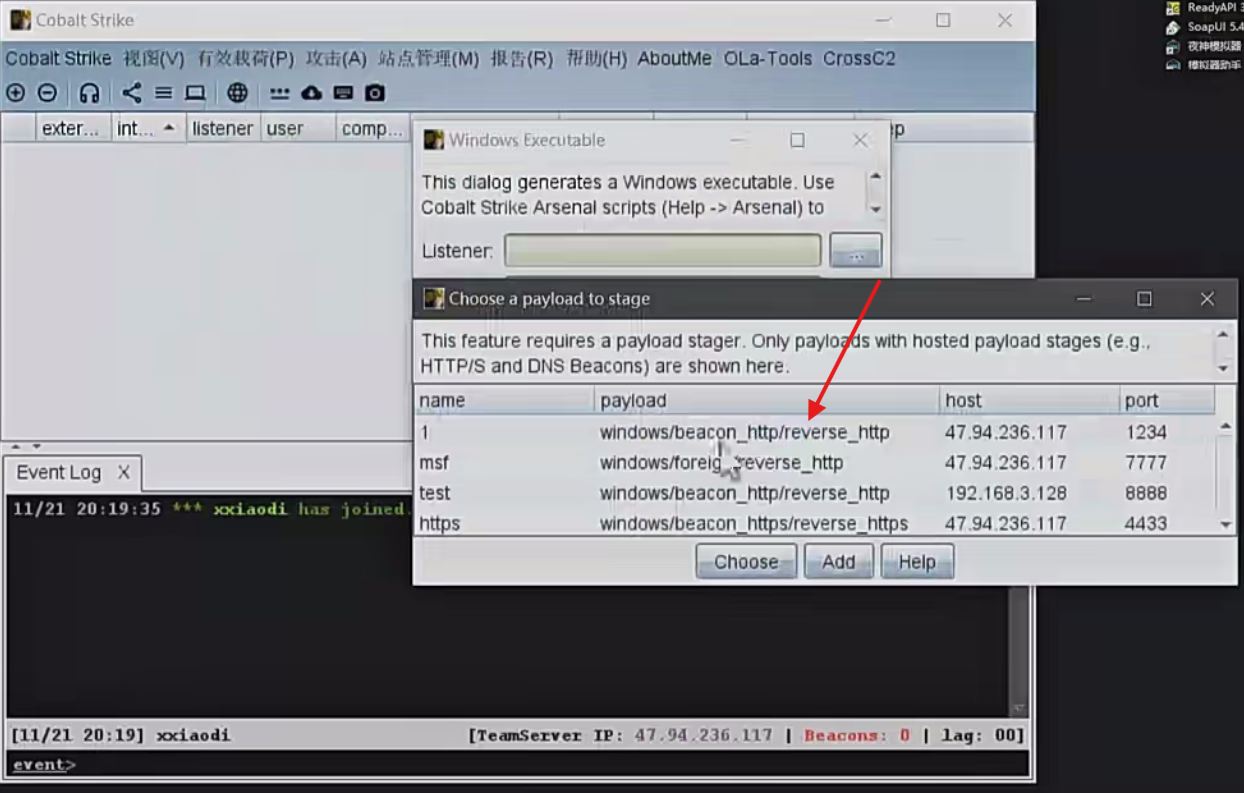 Cobalt Strike
ReadyAPI 3
SoapUI 5.4
夜神模拟器
模拟器助手
Cobalt Strike 视图(V) 有效载荷(P) 攻击(A) 站点管理(M) 报告(R) 帮助(H) AboutMe OLa-Tools CrossC2
exter... int... listener user comp...
Windows Executable
This dialog generates a Windows executable. Use
Cobalt Strike Arsenal scripts (Help -> Arsenal) to
Listener:
...
Choose a payload to stage
This feature requires a payload stager. Only payloads with hosted payload stages (e.g.,
HTTP/S and DNS Beacons) are shown here.
name payload host port
1 windows/beacon_http/reverse_http 47.94.236.117 1234
msf windows/foreig reverse_http 47.94.236.117 7777
test windows/beacon_http/reverse_http 192.168.3.128 8888
https windows/beacon_https/reverse_https 47.94.236.117 4433
Choose Add Help
Event Log X
11/21 20:19:35 *** xxiaodi has joined.
[11/21 20:19] xxiaodi
[TeamServer IP: 47.94.236.117 | Beacons: 0 | lag: 00]
event>